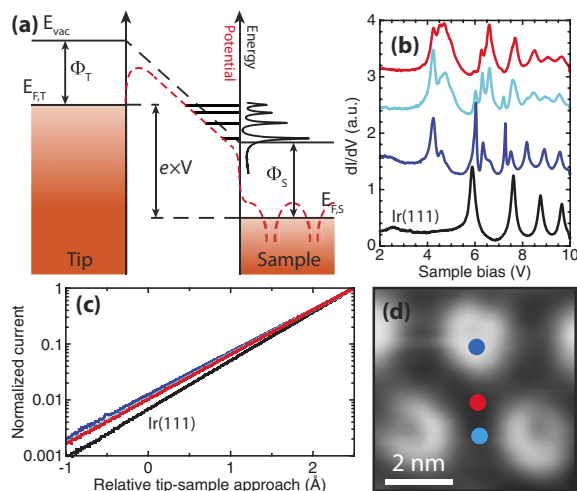 (a)
E_vac
Φ_T
E_F,T
Potential
Energy
e×V
Φ_S
E_F,S
Tip
Sample
(b)
dI/dV (a.u.)
4
3
2
1
0
Ir(111)
2 4 6 8 10
Sample bias (V)
(c)
Normalized current
1
0.1
0.01
0.001
Ir(111)
-1 0 1 2
Relative tip-sample approach (Å)
(d)
2 nm